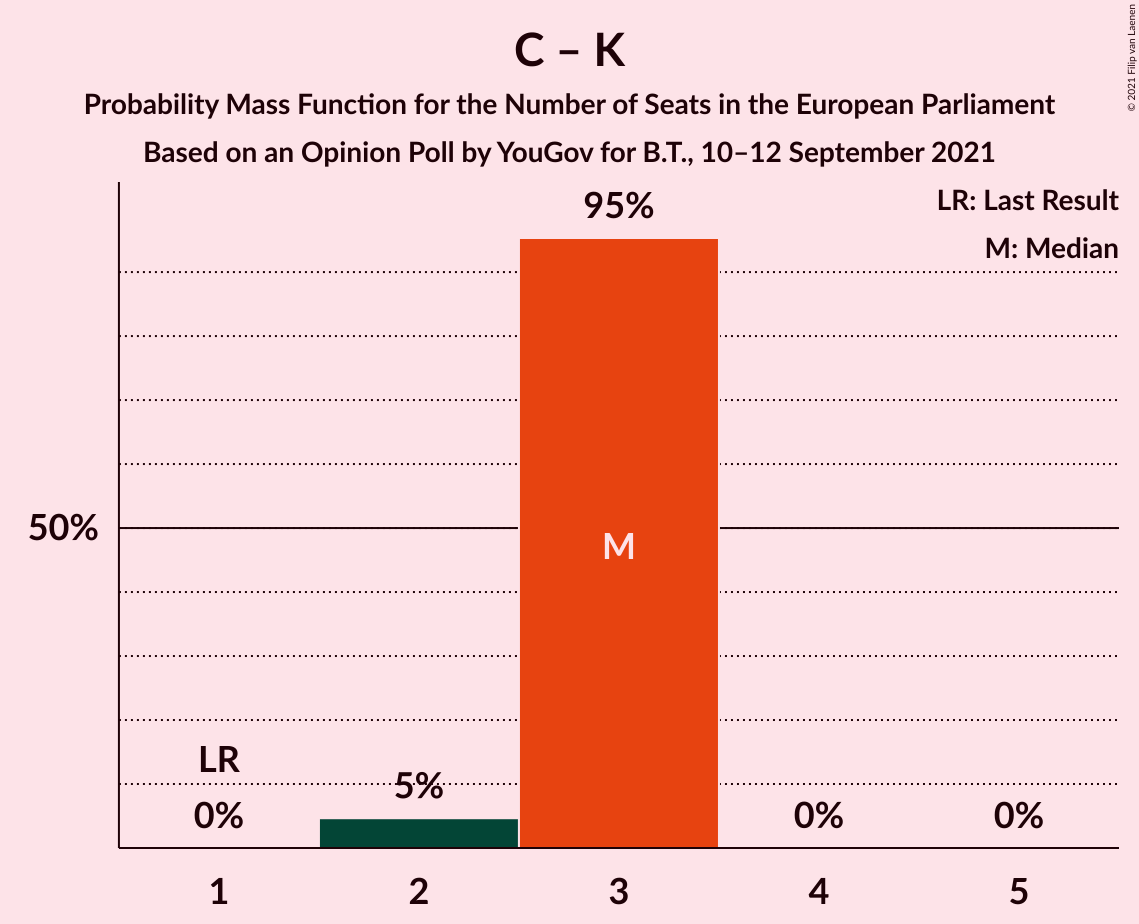 C – K
Probability Mass Function for the Number of Seats in the European Parliament
Based on an Opinion Poll by YouGov for B.T., 10–12 September 2021
© 2021 Filip van Laenen
LR: Last Result
M: Median
95%
50%
M
LR
0%
5%
0%
0%
1
2
3
4
5